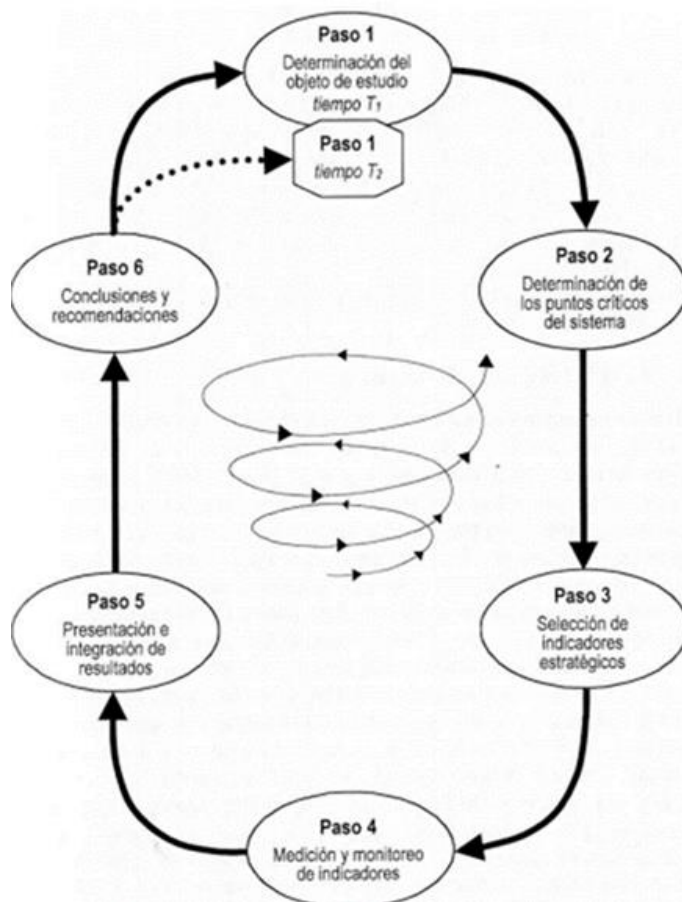 Paso 1
Determinación del
objeto de estudio
tiempo T₁
Paso 1
tiempo T₂
Paso 2
Determinación de
los puntos críticos
del sistema
Paso 3
Selección de
indicadores
estratégicos
Paso 4
Medición y monitoreo
de indicadores
Paso 5
Presentación e
integración de
resultados
Paso 6
Conclusiones y
recomendaciones